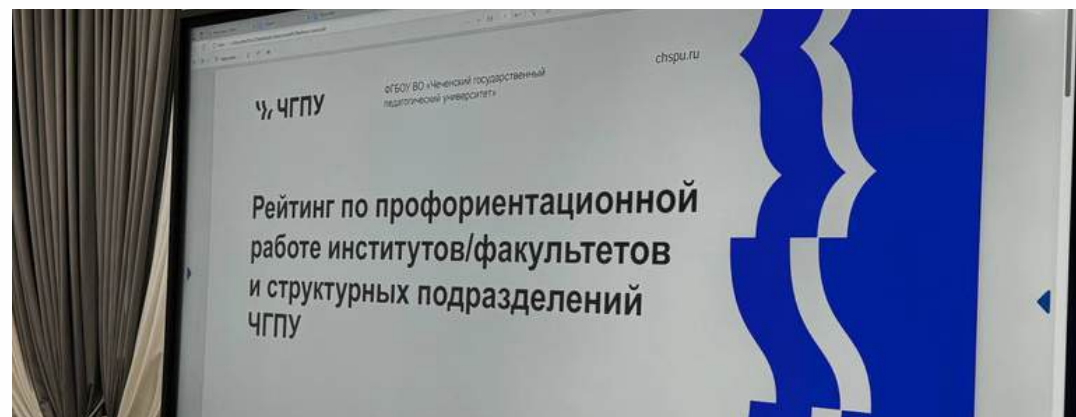 ЧГПУ
ФГБОУ ВО «Чеченский государственный
педагогический университет»
chspu.ru
Рейтинг по профориентационной
работе институтов/факультетов
и структурных подразделений
ЧГПУ